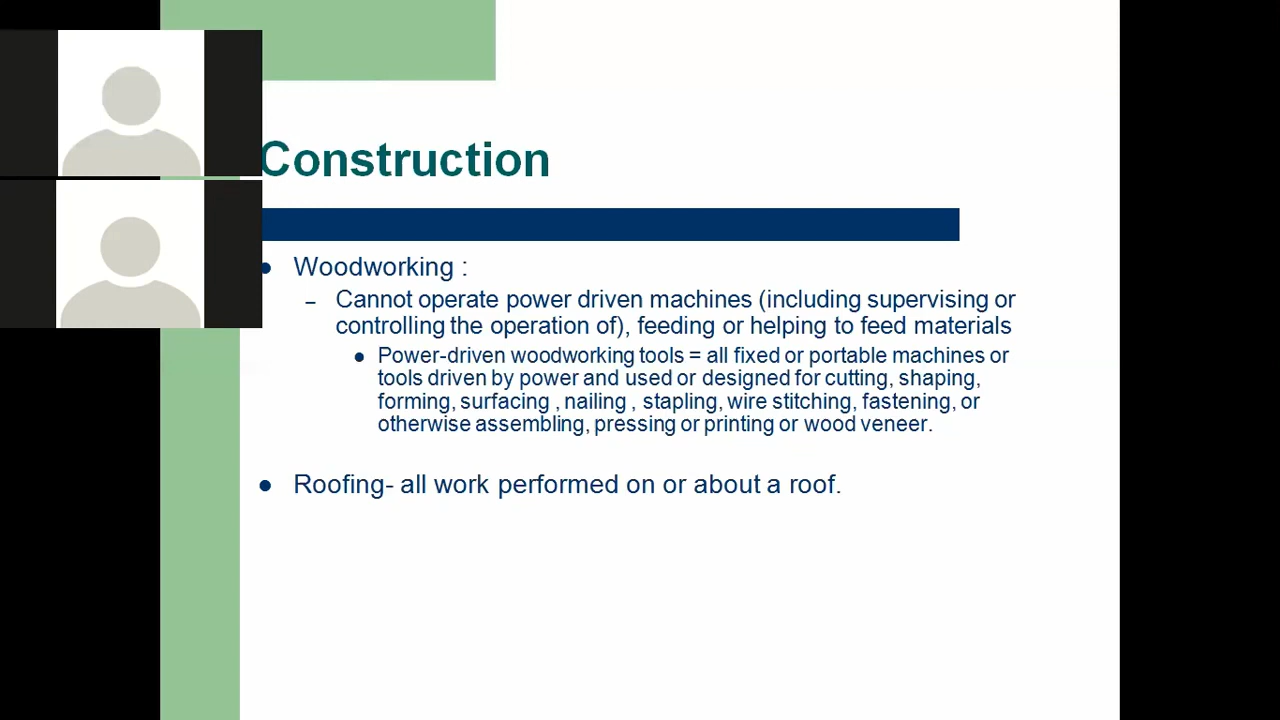 Construction
Woodworking :
– Cannot operate power driven machines (including supervising or
controlling the operation of), feeding or helping to feed materials
Power-driven woodworking tools = all fixed or portable machines or
tools driven by power and used or designed for cutting, shaping,
forming, surfacing , nailing , stapling, wire stitching, fastening, or
otherwise assembling, pressing or printing or wood veneer.
Roofing- all work performed on or about a roof.